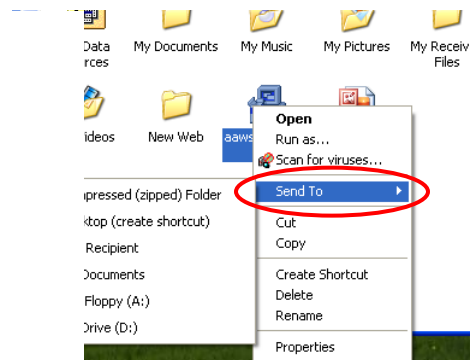 Data My Documents My Music My Pictures My Receiv
rces Files
ideos New Web aaws
Open
Run as...
Scan for viruses...
Send To
Cut
Copy
Create Shortcut
Delete
Rename
Properties
npressed (zipped) Folder
ktop (create shortcut)
Recipient
Documents
Floppy (A:)
Drive (D:)